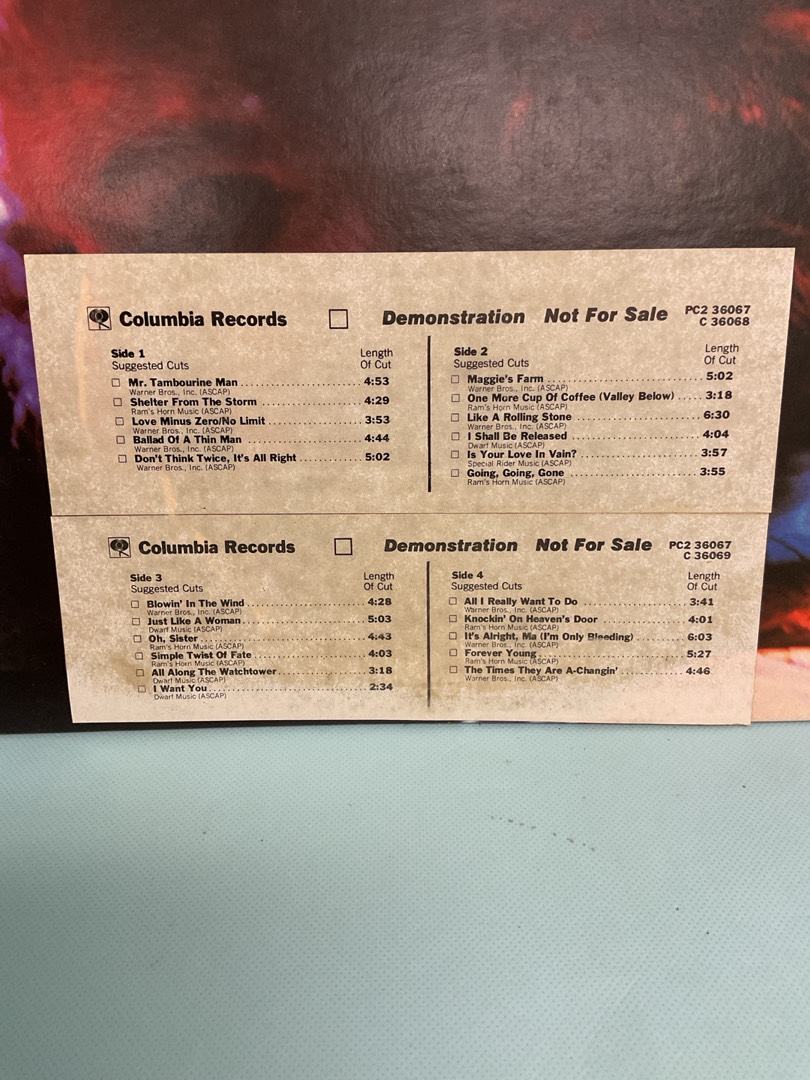 Columbia Records Demonstration Not For Sale PC2 36067
C 36068
Side 1 Length
Suggested Cuts Of Cut
Mr. Tambourine Man 4:53
Warner Bros., Inc. (ASCAP)
Shelter From The Storm 4:29
Ram's Horn Music (ASCAP)
Love Minus Zero/No Limit 3:53
Warner Bros., Inc. (ASCAP)
Ballad Of A Thin Man 4:44
Warner Bros., Inc. (ASCAP)
Don't Think Twice, It's All Right 5:02
Warner Bros., Inc. (ASCAP)
Side 2 Length
Suggested Cuts Of Cut
Maggie's Farm 5:02
Warner Bros., Inc. (ASCAP)
One More Cup Of Coffee (Valley Below) 3:18
Ram's Horn Music (ASCAP)
Like A Rolling Stone 6:30
Warner Bros., Inc. (ASCAP)
I Shall Be Released 4:04
Dwarf Music (ASCAP)
Is Your Love In Vain? 3:57
Special Rider Music (ASCAP)
Going, Going, Gone 3:55
Ram's Horn Music (ASCAP)
Columbia Records Demonstration Not For Sale PC2 36067
C 36069
Side 3 Length
Suggested Cuts Of Cut
Blowin' In The Wind 4:28
Warner Bros., Inc. (ASCAP)
Just Like A Woman 5:03
Dwarf Music (ASCAP)
Oh, Sister 4:43
Ram's Horn Music (ASCAP)
Simple Twist Of Fate 4:03
Ram's Horn Music (ASCAP)
All Along The Watchtower 3:18
Dwarf Music (ASCAP)
I Want You 2:34
Dwarf Music (ASCAP)
Side 4 Length
Suggested Cuts Of Cut
All I Really Want To Do 3:41
Warner Bros., Inc. (ASCAP)
Knockin' On Heaven's Door 4:01
Ram's Horn Music (ASCAP)
It's Alright, Ma (I'm Only Bleeding) 6:03
Warner Bros., Inc. (ASCAP)
Forever Young 5:27
Ram's Horn Music (ASCAP)
The Times They Are A-Changin' 4:46
Warner Bros., Inc. (ASCAP)